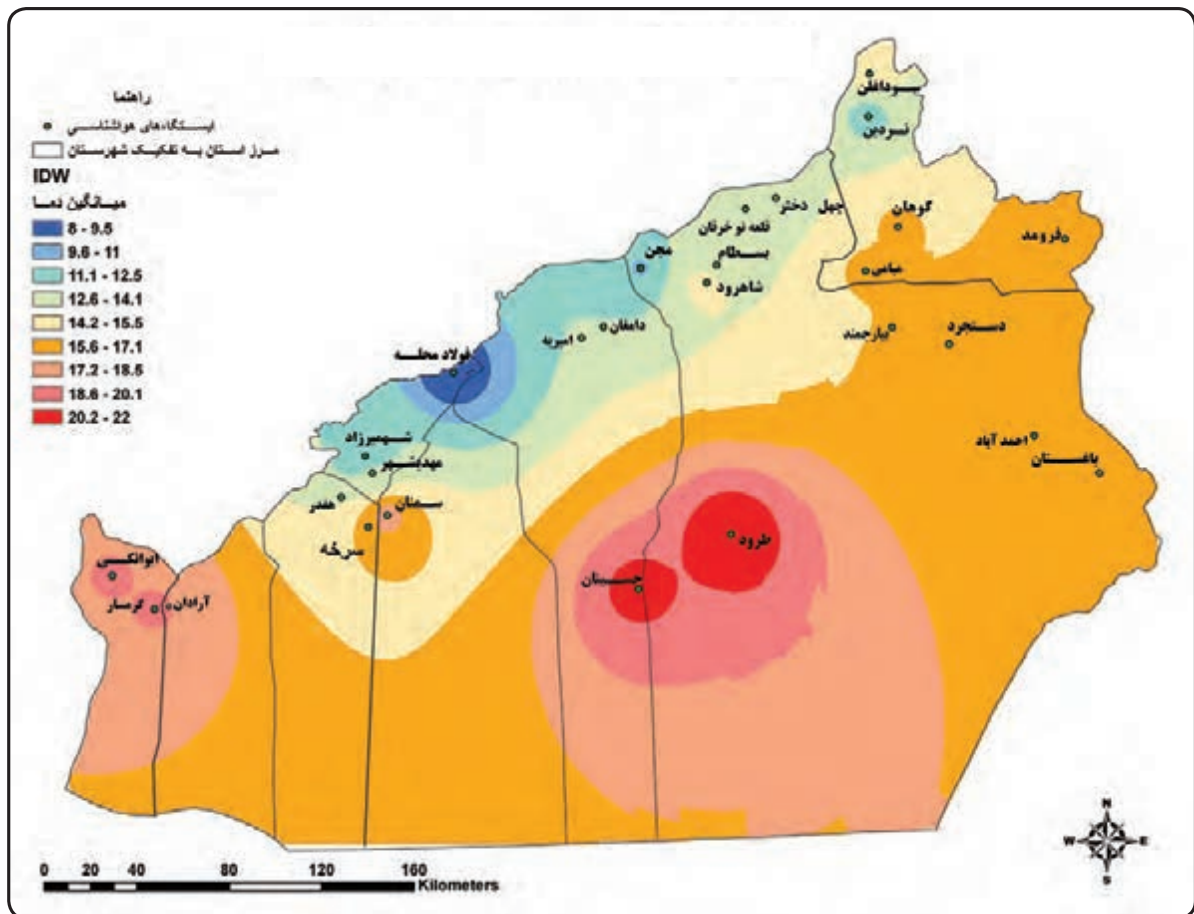 راهنما
ایستگاه‌های هواشناسی
مرز استان به تفکیک شهرستان
IDW
میانگین دما
8 - 9.5
9.6 - 11
11.1 - 12.5
12.6 - 14.1
14.2 - 15.5
15.6 - 17.1
17.2 - 18.5
18.6 - 20.1
20.2 - 22
سوداغلن
نردین
چهل دختر
قلعه نو خرقان
گوهان
فرومد
مجن
بسطام
میامی
شاهرود
دامغان
امیریه
بیارجمند
دستجرد
فولاد محله
احمد آباد
باغستان
شهمیرزاد
مهدیشهر
هفدر
سمنان
سرخه
طرود
ایوانکی
جنینان
آرادان
گرمسار
N
W
E
S
0 20 40 80 120 160
Kilometers